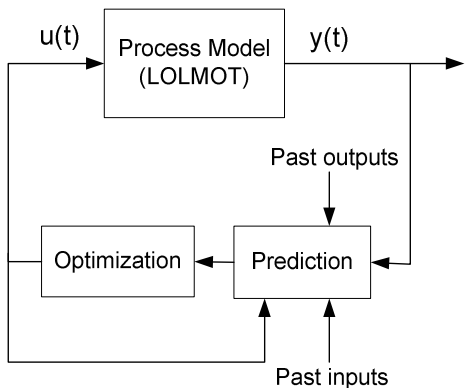 u(t)
Process Model
(LOLMOT)
y(t)
Past outputs
Optimization
Prediction
Past inputs